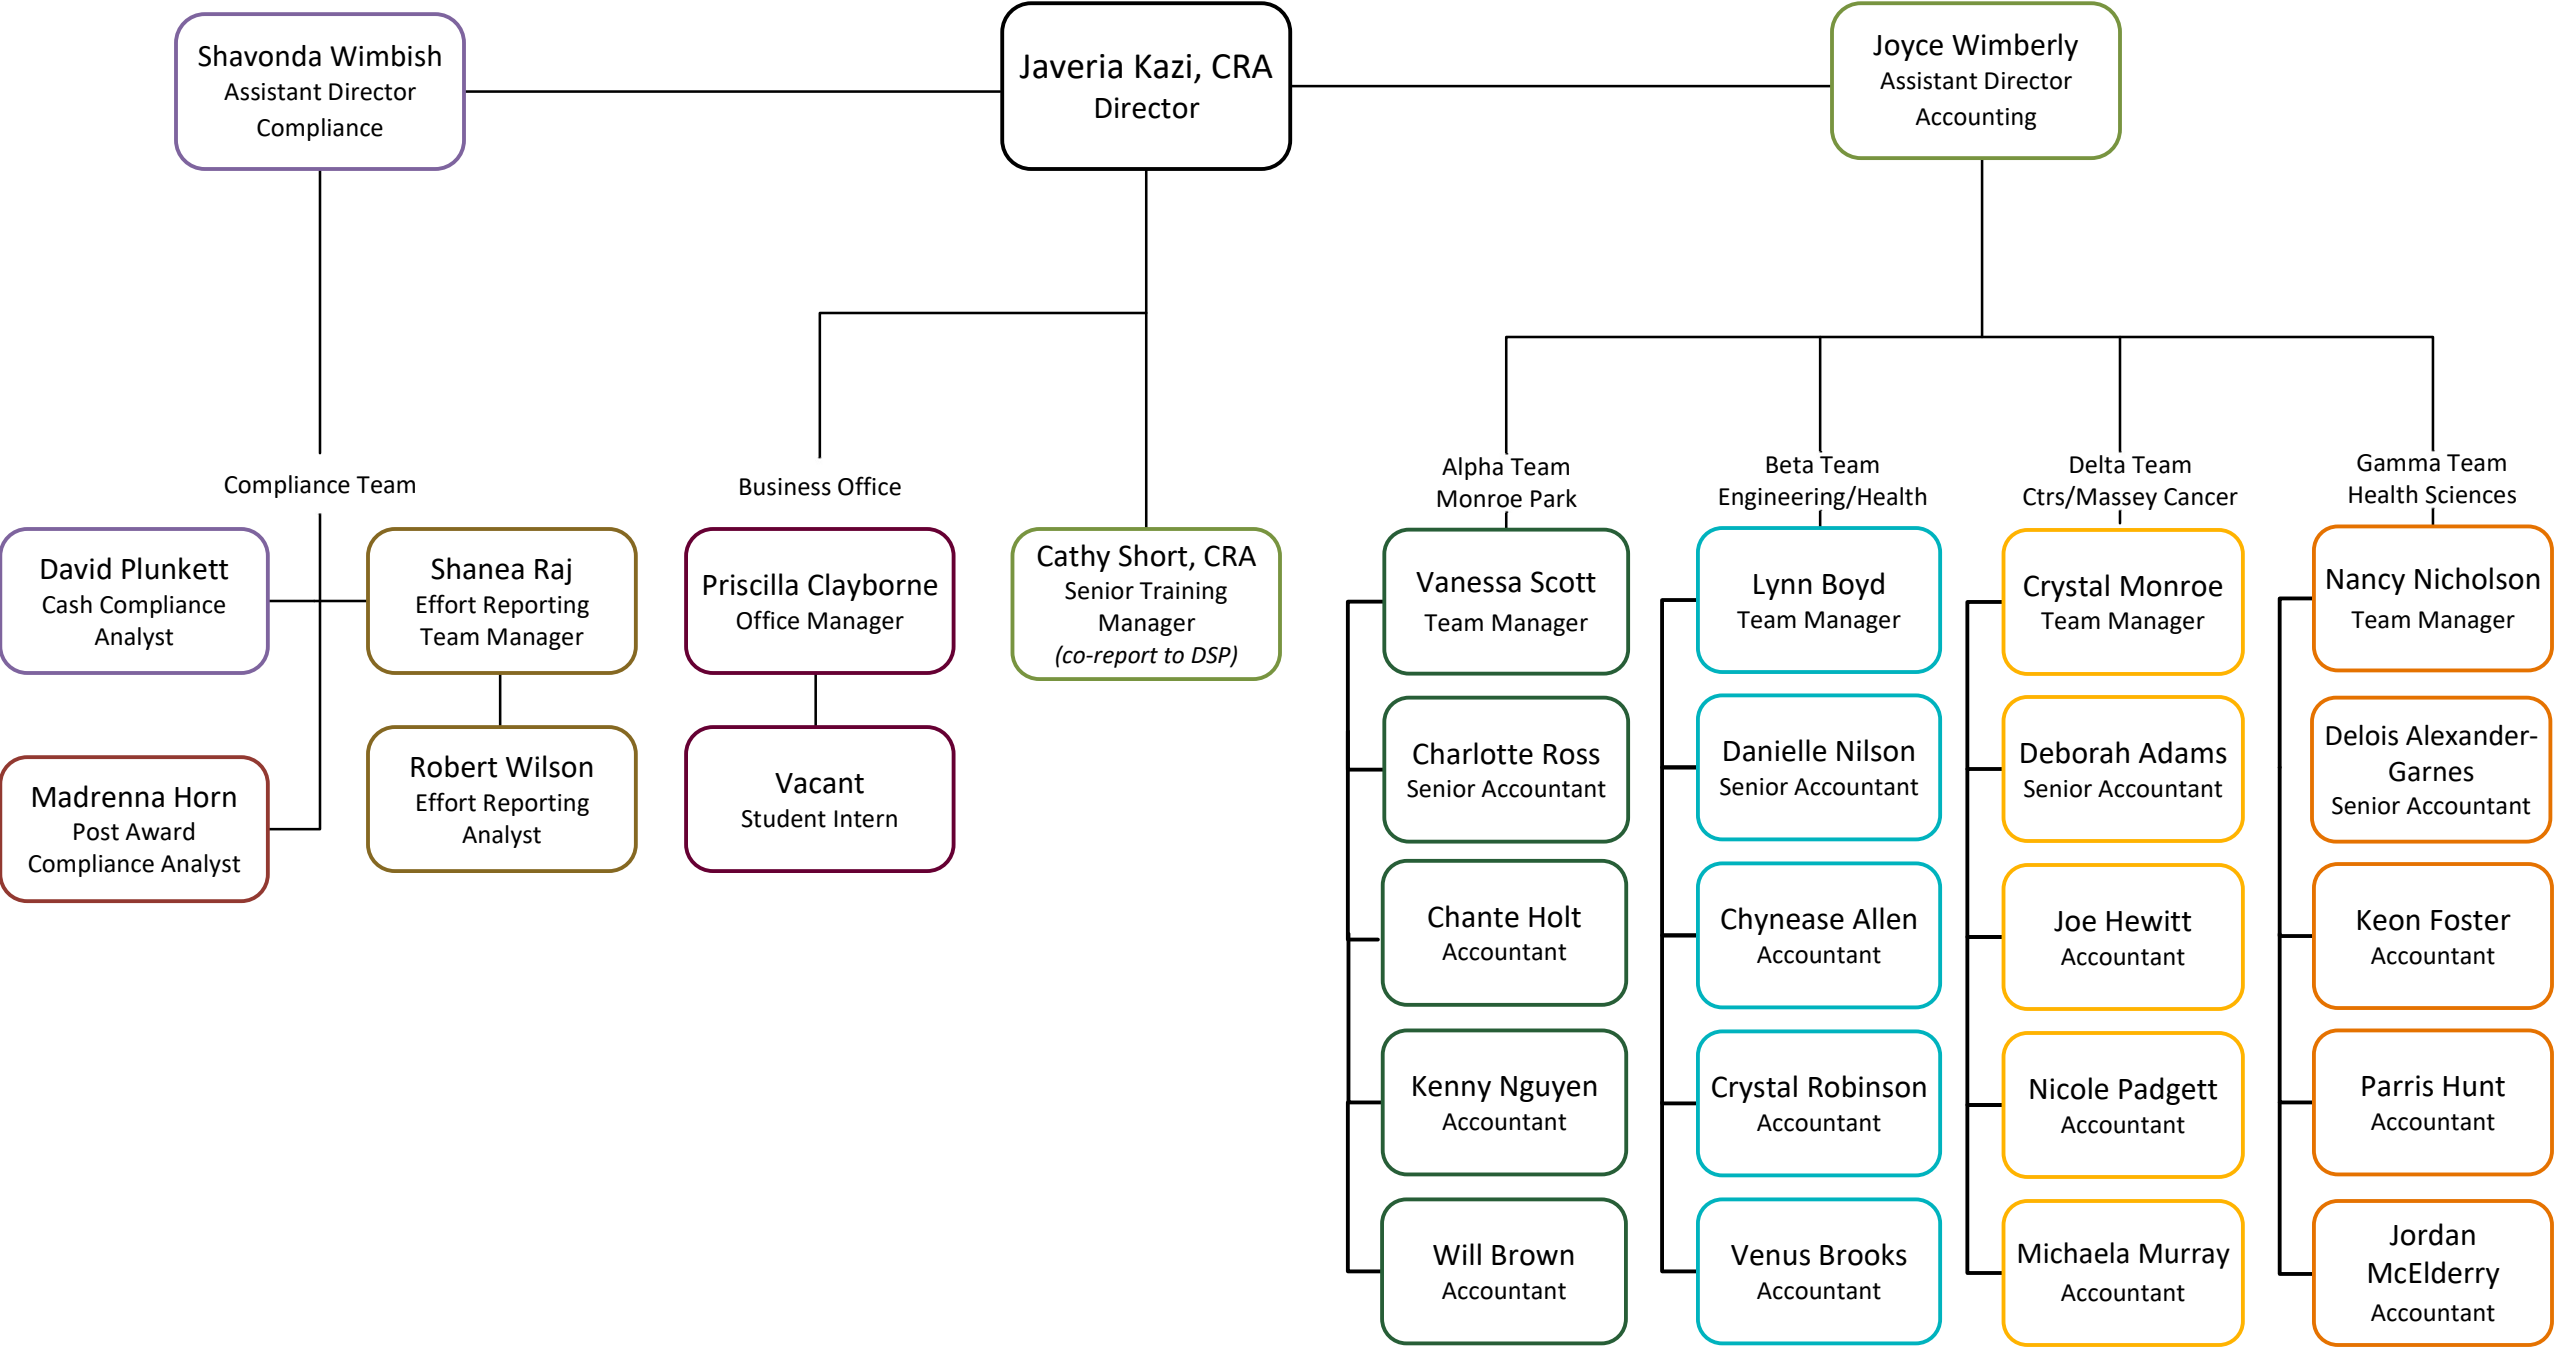 Shavonda Wimbish
Assistant Director
Compliance
Javeria Kazi, CRA
Director
Joyce Wimberly
Assistant Director
Accounting
Compliance Team
David Plunkett
Cash Compliance
Analyst
Shanea Raj
Effort Reporting
Team Manager
Madrenna Horn
Post Award
Compliance Analyst
Robert Wilson
Effort Reporting
Analyst
Business Office
Priscilla Clayborne
Office Manager
Vacant
Student Intern
Cathy Short, CRA
Senior Training
Manager
(co-report to DSP)
Alpha Team
Monroe Park
Vanessa Scott
Team Manager
Charlotte Ross
Senior Accountant
Chante Holt
Accountant
Kenny Nguyen
Accountant
Will Brown
Accountant
Beta Team
Engineering/Health
Lynn Boyd
Team Manager
Danielle Nilson
Senior Accountant
Chynease Allen
Accountant
Crystal Robinson
Accountant
Venus Brooks
Accountant
Delta Team
Ctrs/Massey Cancer
Crystal Monroe
Team Manager
Deborah Adams
Senior Accountant
Joe Hewitt
Accountant
Nicole Padgett
Accountant
Michaela Murray
Accountant
Gamma Team
Health Sciences
Nancy Nicholson
Team Manager
Delois Alexander-
Garnes
Senior Accountant
Keon Foster
Accountant
Parris Hunt
Accountant
Jordan
McElderry
Accountant